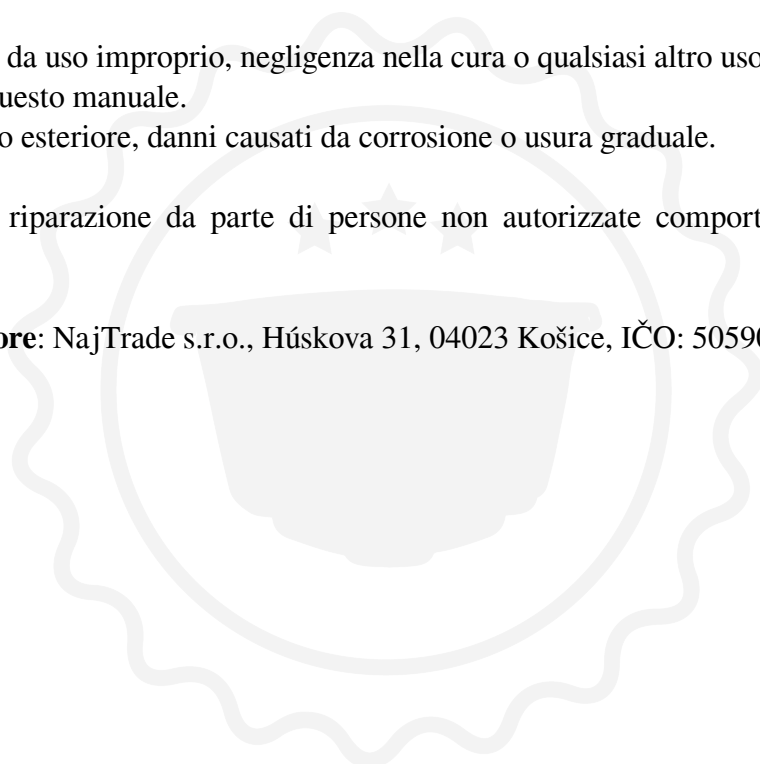 da uso improprio, negligenza nella cura o qualsiasi altro uso
uesto manuale.
o esteriore, danni causati da corrosione o usura graduale.
riparazione da parte di persone non autorizzate comport
ore: NajTrade s.r.o., Húskova 31, 04023 Košice, IČO: 50590